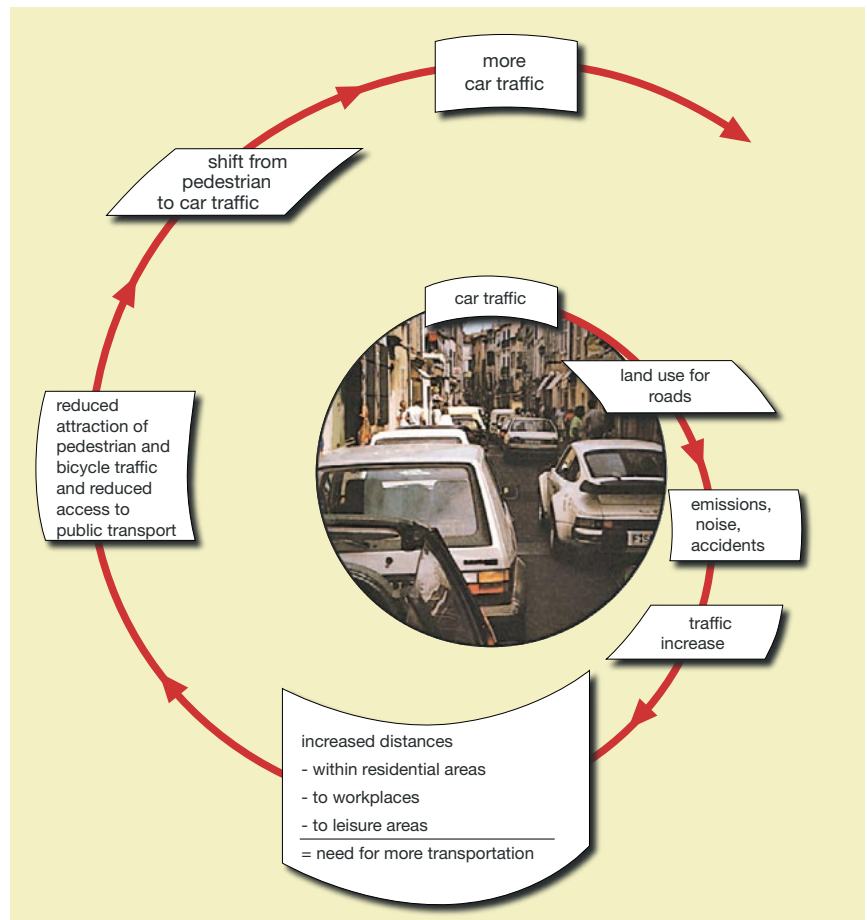 more
car traffic
shift from
pedestrian
to car traffic
car traffic
land use for
roads
reduced
attraction of
pedestrian and
bicycle traffic
and reduced
access to
public transport
emissions,
noise,
accidents
traffic
increase
increased distances
- within residential areas
- to workplaces
- to leisure areas
= need for more transportation